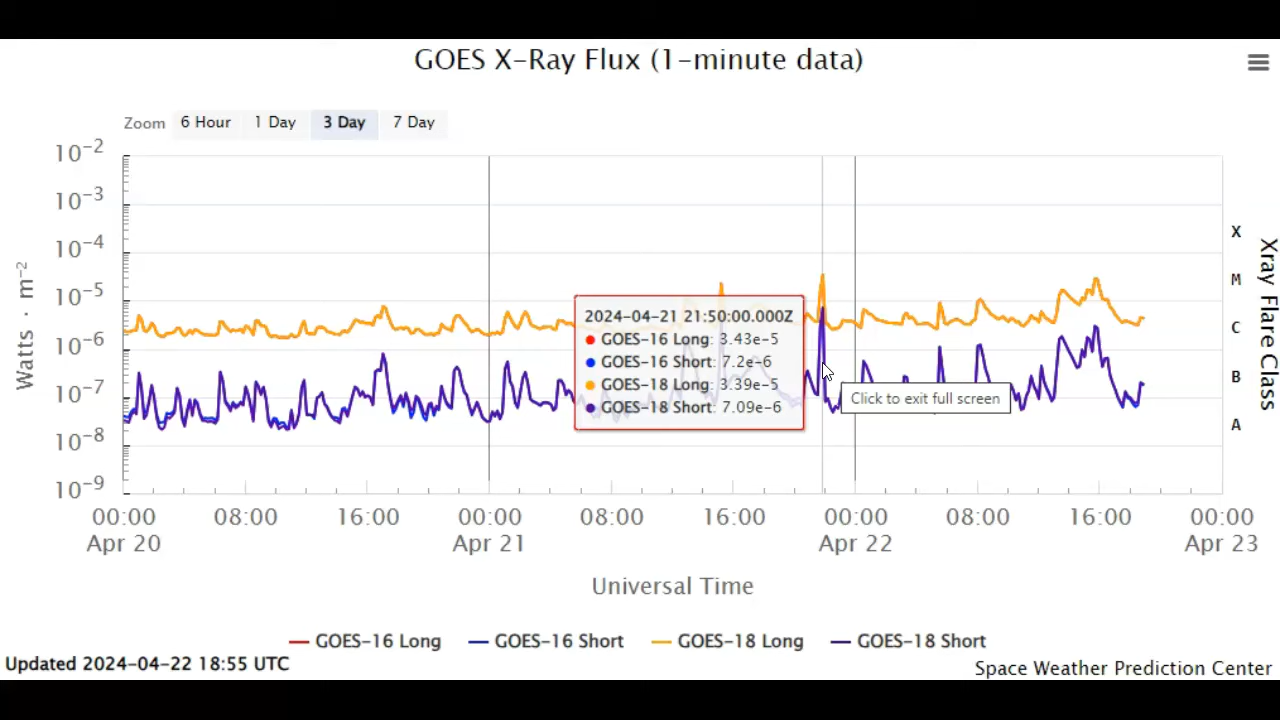 GOES X-Ray Flux (1-minute data)
Zoom 6 Hour 1 Day 3 Day 7 Day
10-2
10-3
10-4
10-5
10-6
10-7
10-8
10-9
Watts · m-2
X
M
C
B
A
Xray Flare Class
2024-04-21 21:50:00.000Z
GOES-16 Long: 3.43e-5
GOES-16 Short: 7.2e-6
GOES-18 Long: 3.39e-5
GOES-18 Short: 7.09e-6
Click to exit full screen
00:00 08:00 16:00 00:00 08:00 16:00 00:00 08:00 16:00 00:00
Apr 20 Apr 21 Apr 22 Apr 23
Universal Time
GOES-16 Long GOES-16 Short GOES-18 Long GOES-18 Short
Updated 2024-04-22 18:55 UTC
Space Weather Prediction Center